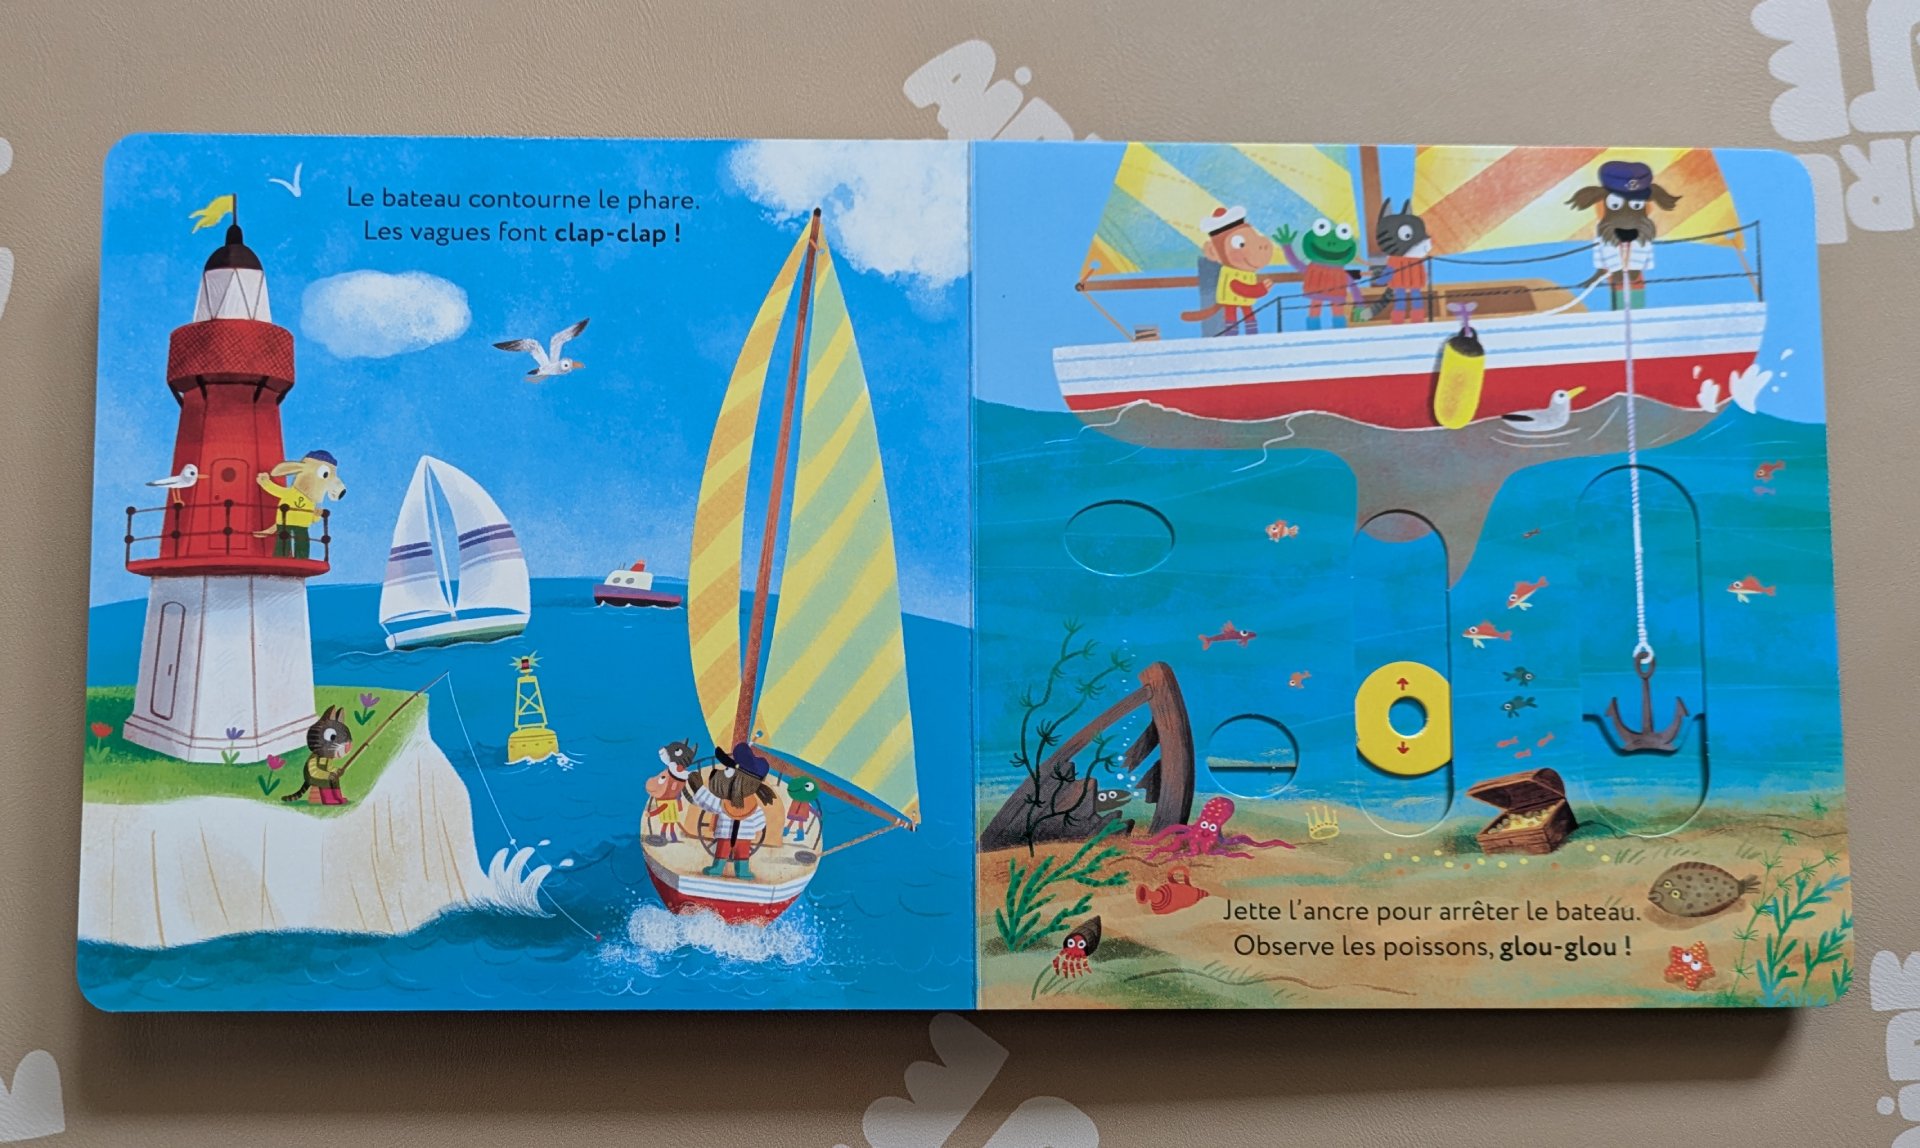 Le bateau contourne le phare.
Les vagues font clap-clap !
Jette l'ancre pour arrêter le bateau.
Observe les poissons, glou-glou !